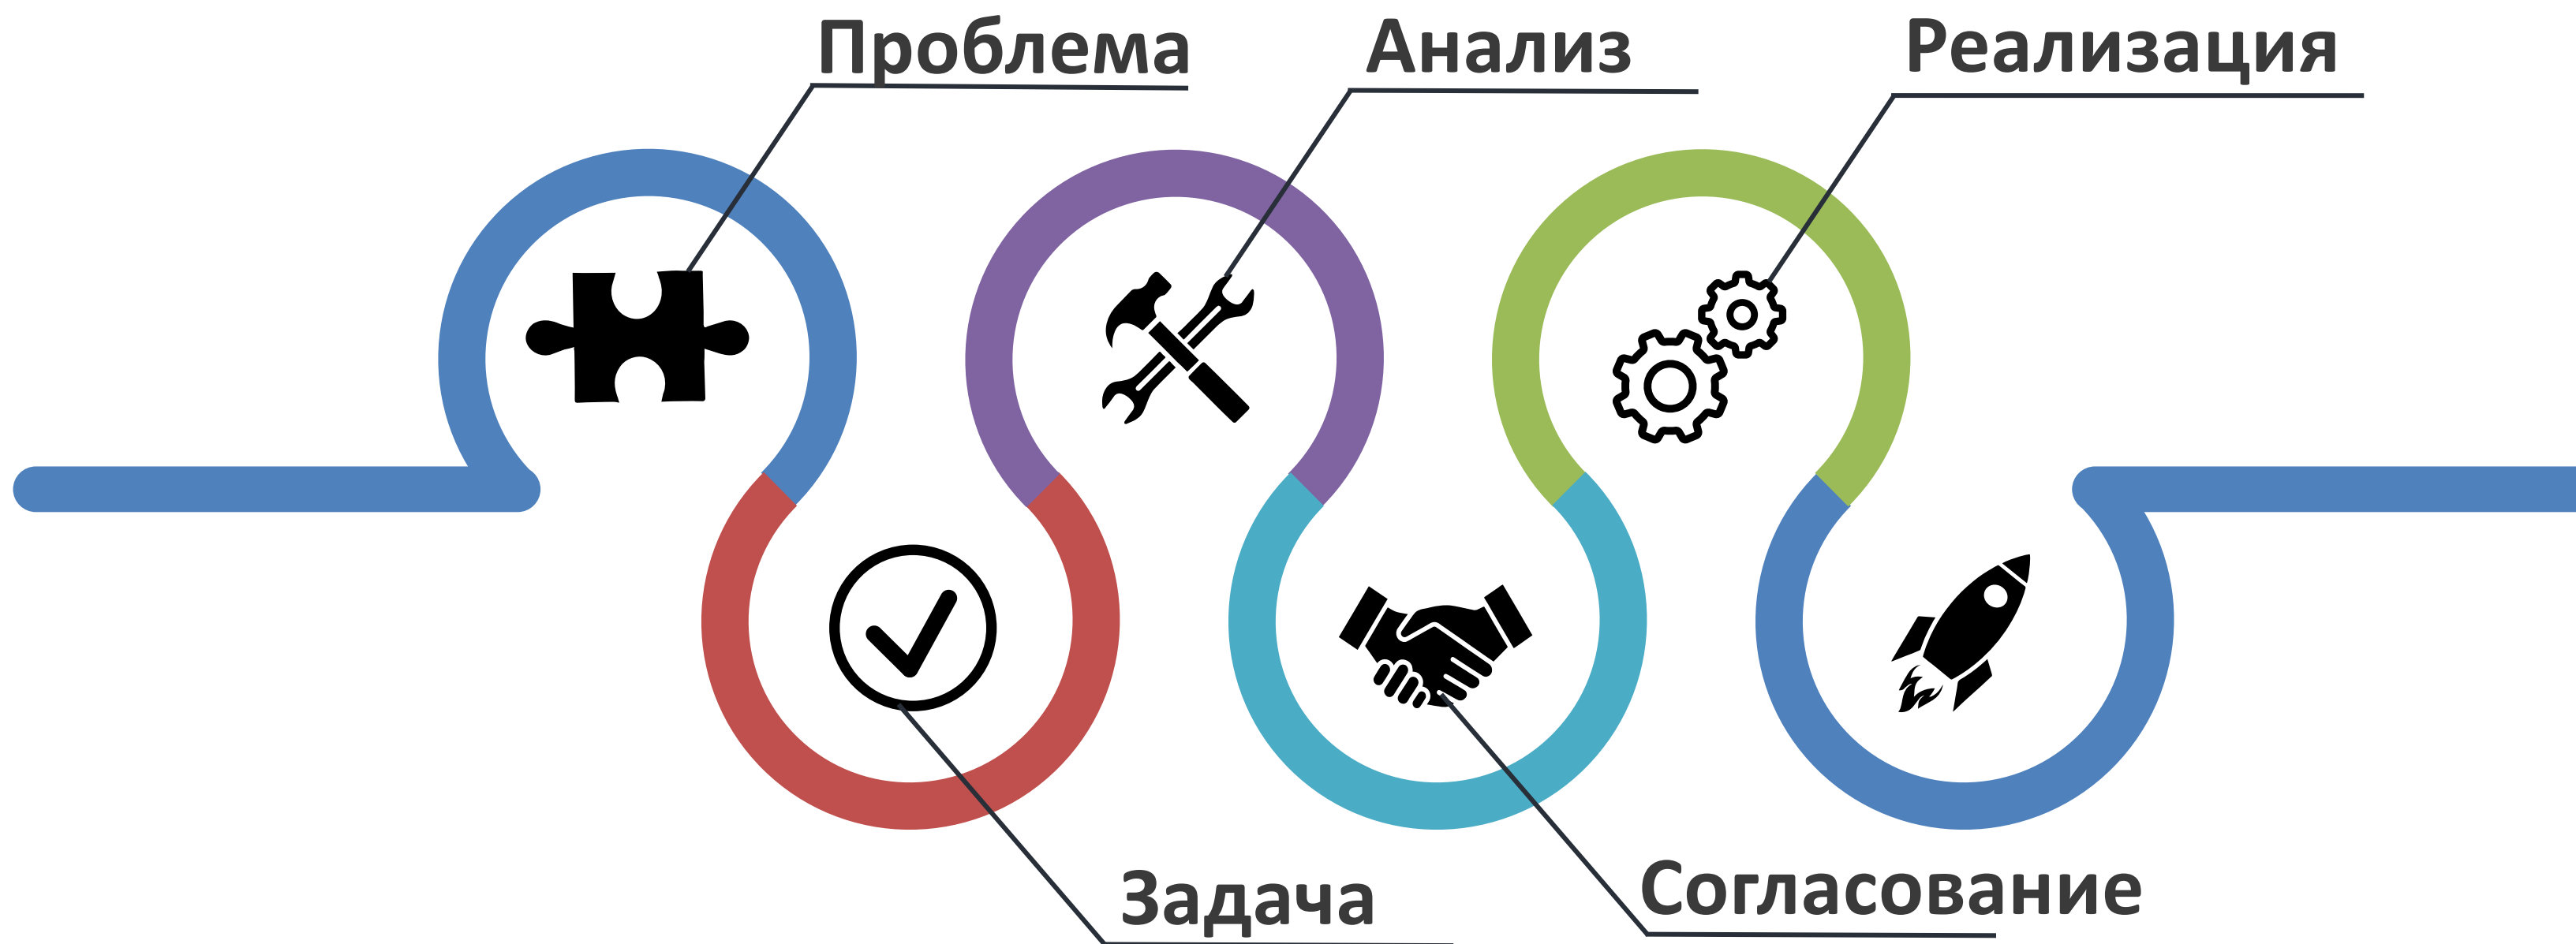 Проблема
Анализ
Реализация
Задача
Согласование